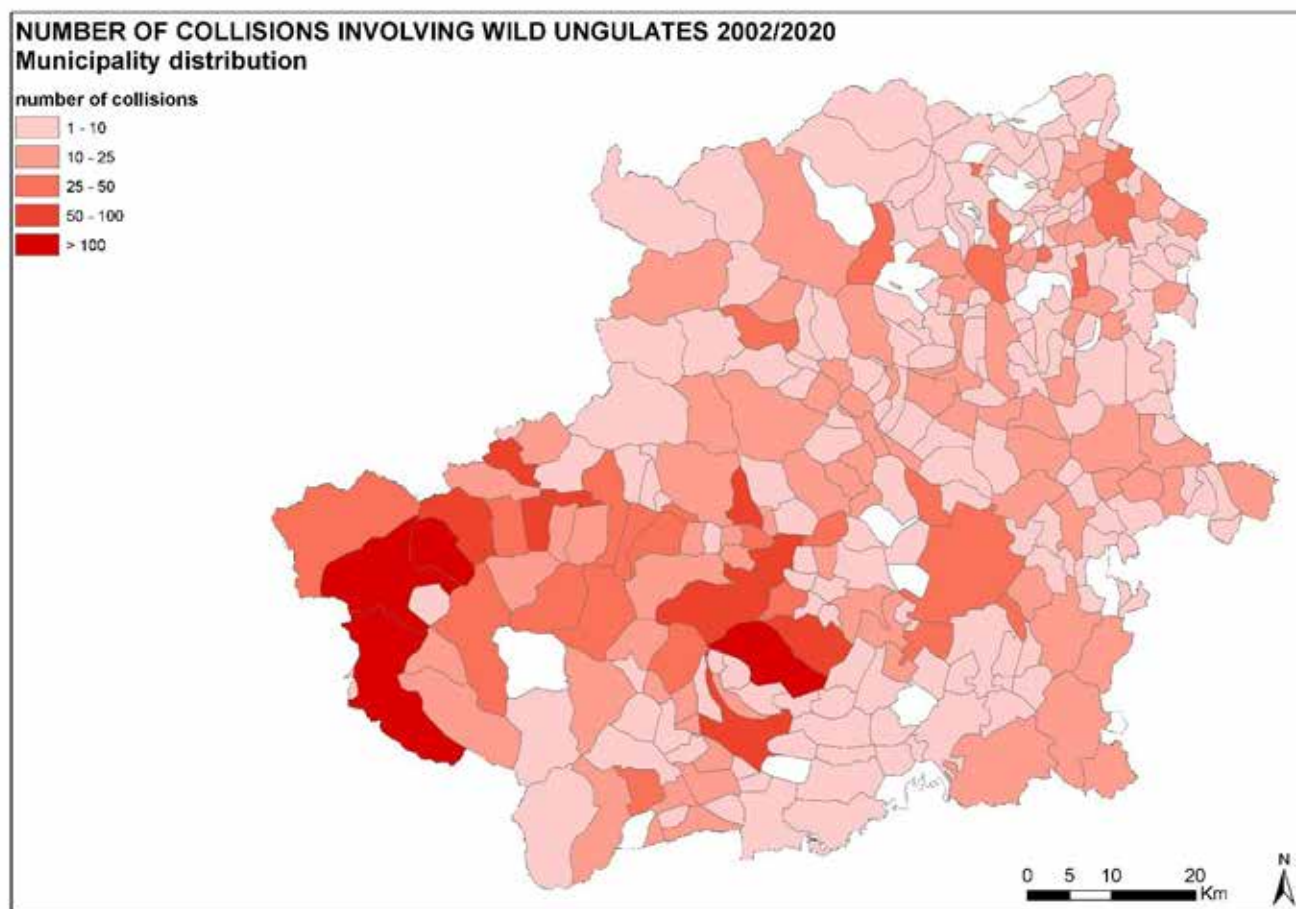 NUMBER OF COLLISIONS INVOLVING WILD UNGULATES 2002/2020
Municipality distribution
number of collisions
1 - 10
10 - 25
25 - 50
50 - 100
> 100
0 5 10 20
Km
N